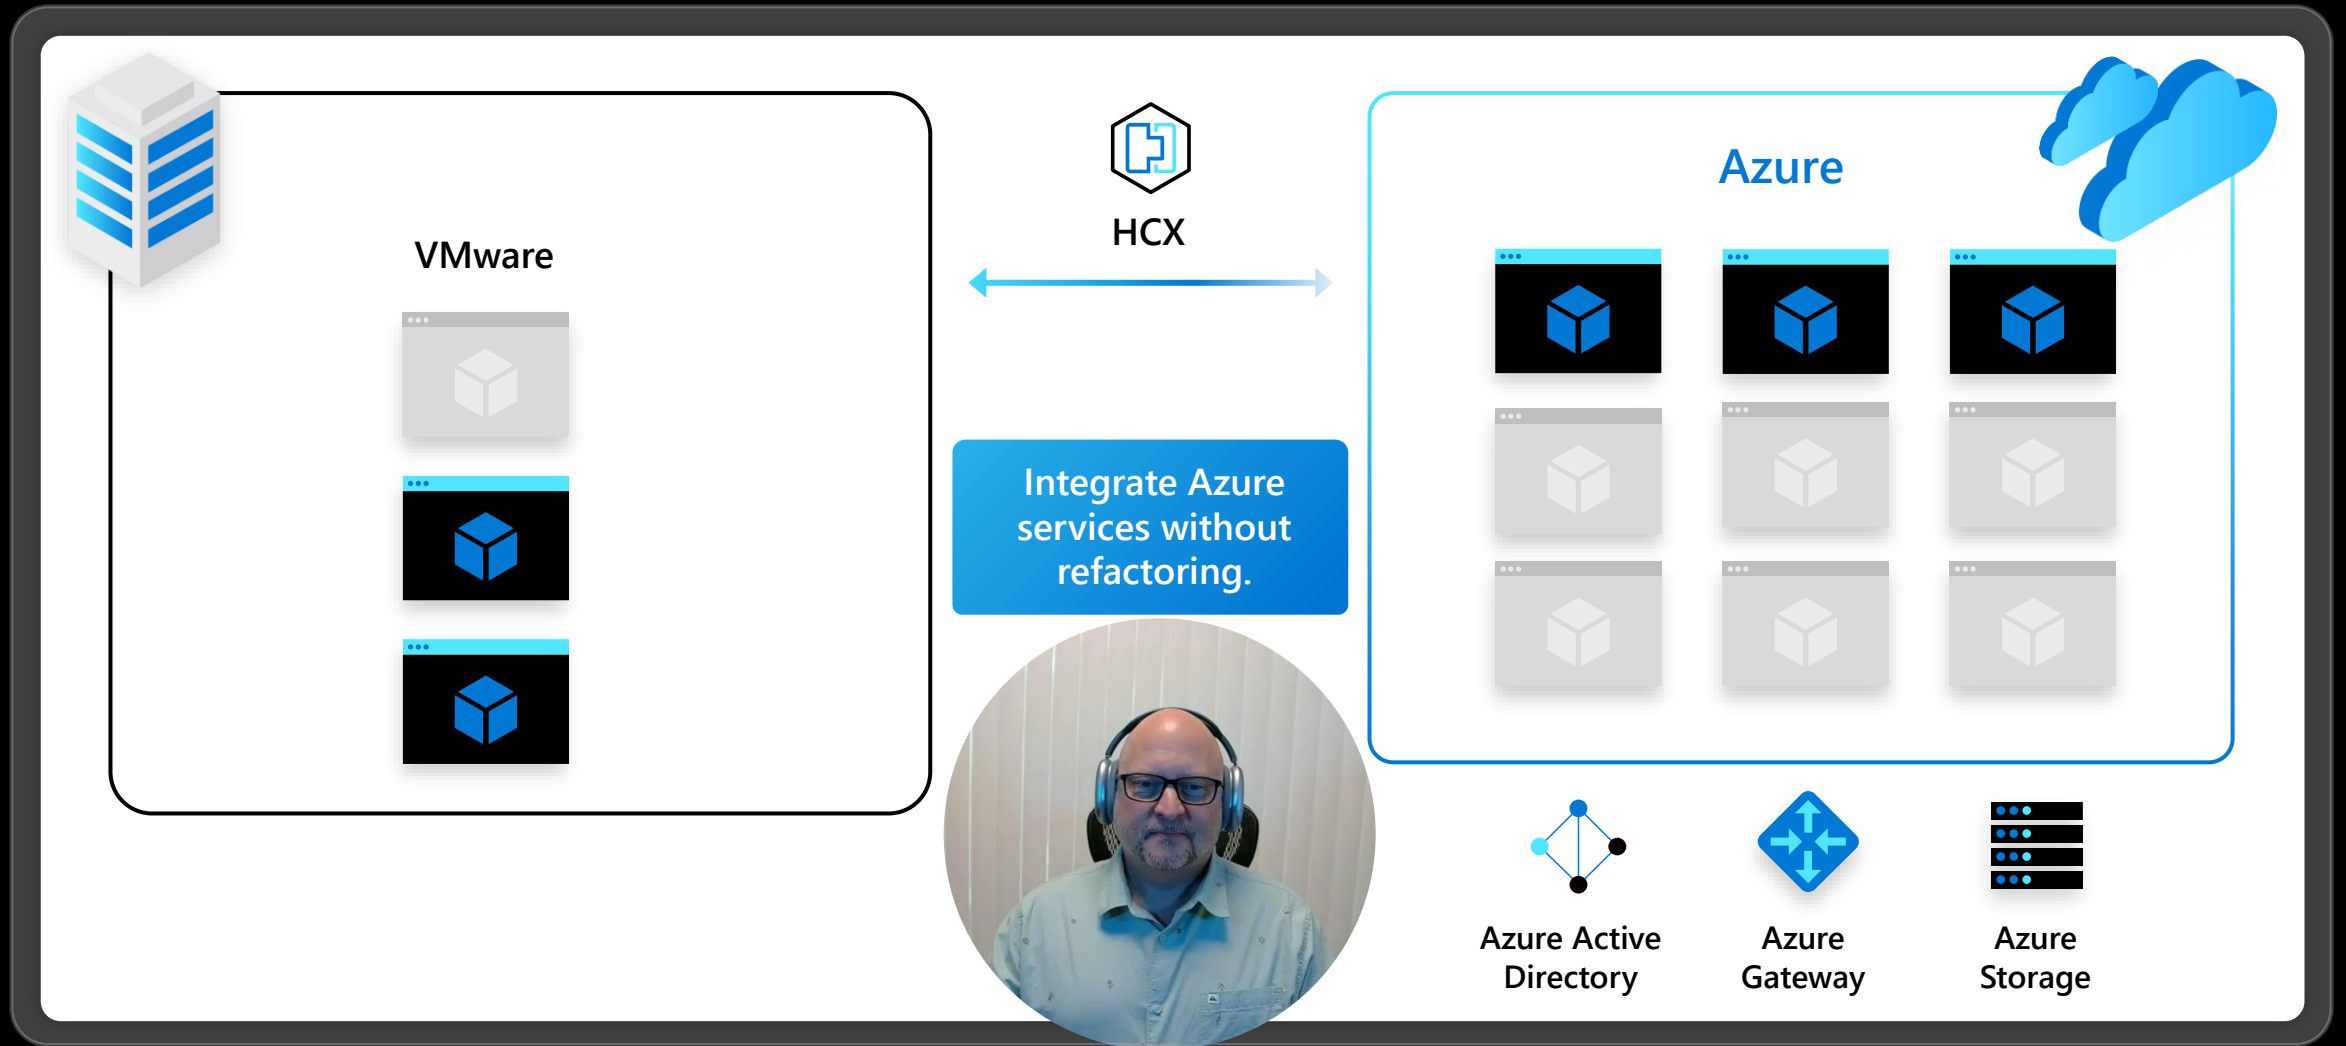 VMware
HCX
Integrate Azure
services without
refactoring.
Azure
Azure Active
Directory
Azure
Gateway
Azure
Storage